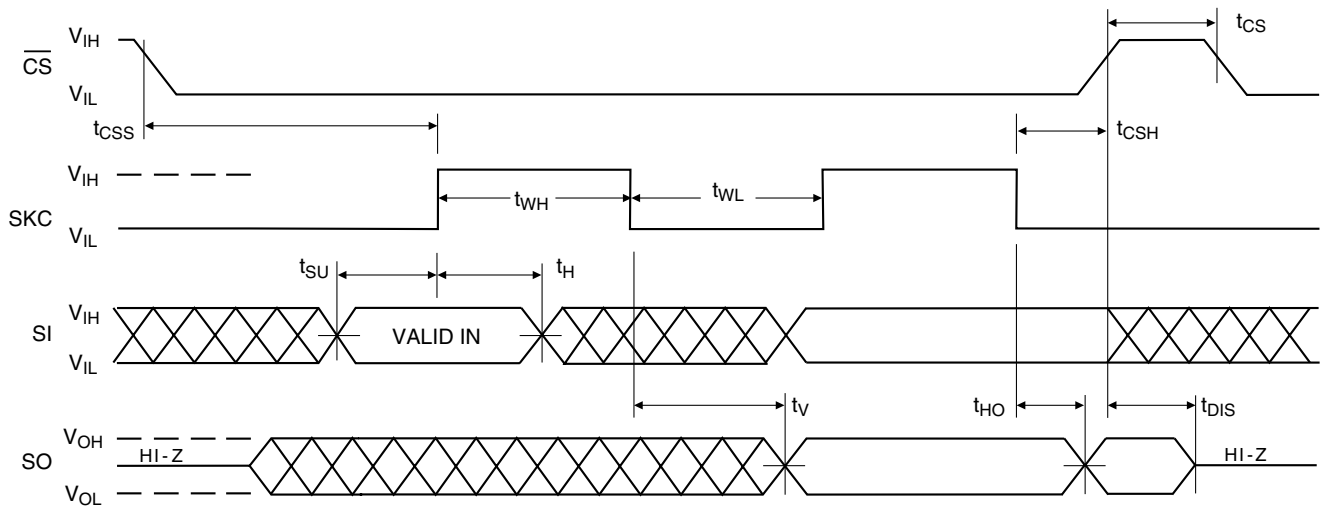 V_IH
t_CS
C̅S̅
V_IL
t_CSS
t_CSH
V_IH
t_WH
t_WL
SKC
V_IL
t_SU
t_H
V_IH
SI
VALID IN
V_IL
t_V
t_HO
t_DIS
V_OH
SO
HI-Z
HI-Z
V_OL